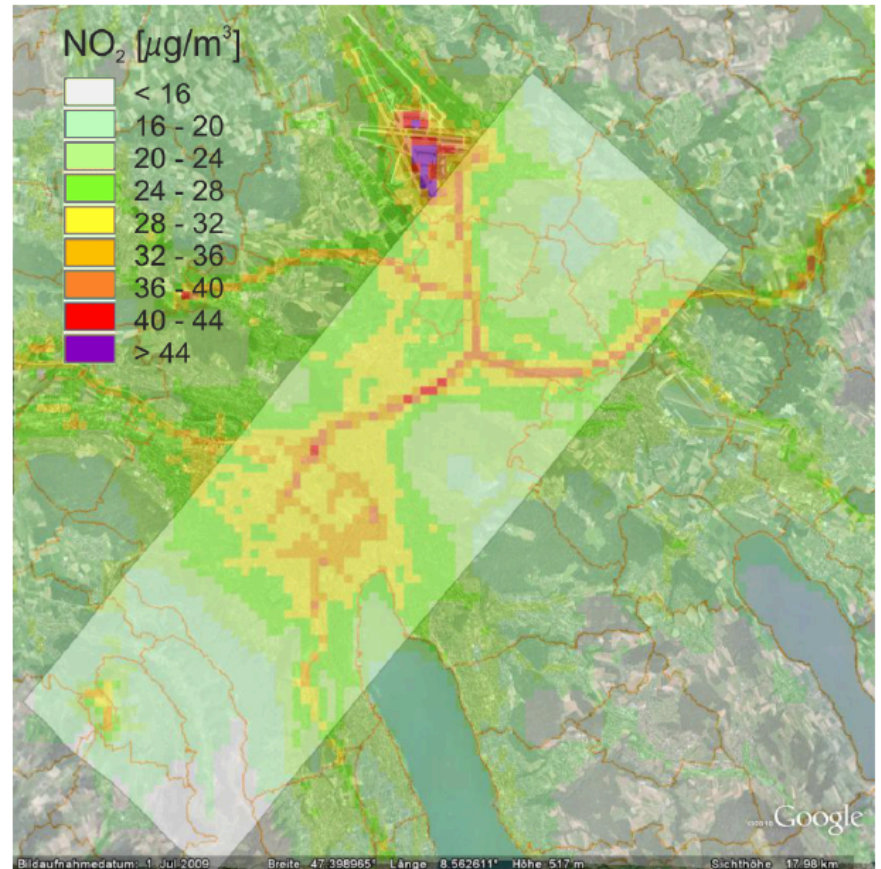 NO₂ [μg/m³]
< 16
16 - 20
20 - 24
24 - 28
28 - 32
32 - 36
36 - 40
40 - 44
> 44
Google
Bildaufnahmedatum: 1 Jul 2009 Breite 47.398965° Länge 8.562611° Höhe 517 m Sichthöhe 17.98 km